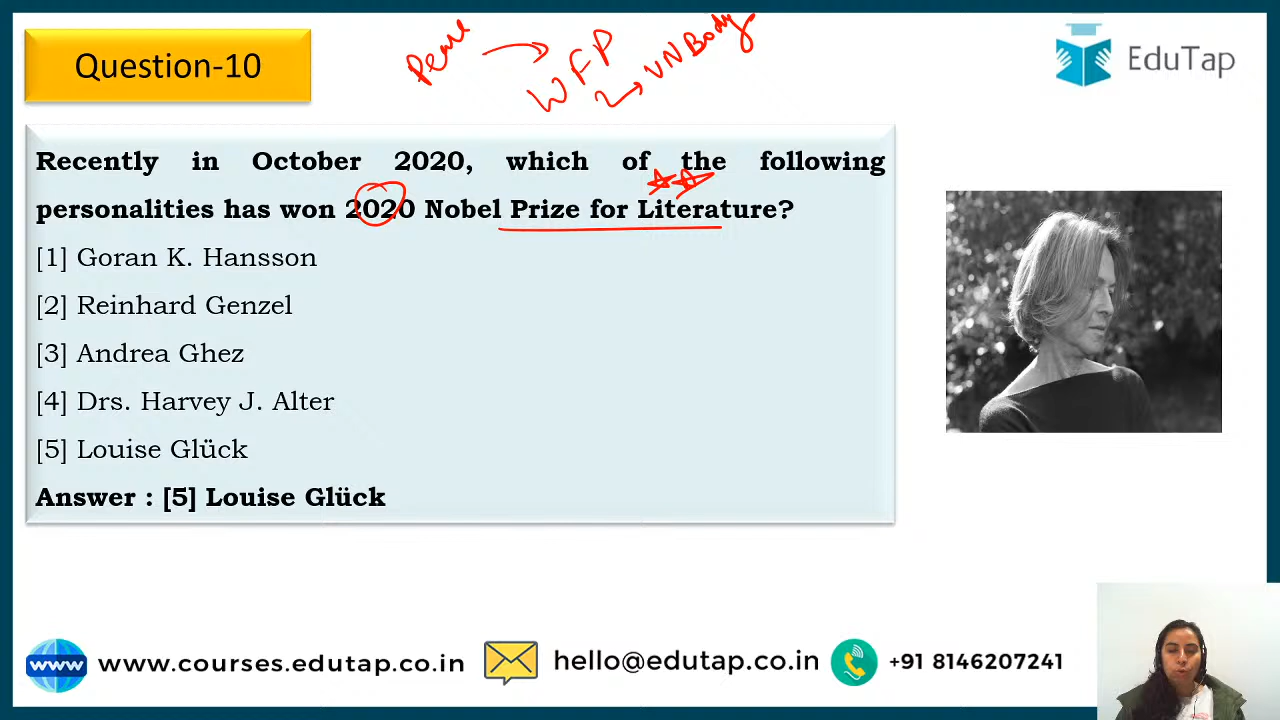 Question-10
Peace → WFP
→ UN Body
EduTap
Recently in October 2020, which of the following
personalities has won 2020 Nobel Prize for Literature?
[1] Goran K. Hansson
[2] Reinhard Genzel
[3] Andrea Ghez
[4] Drs. Harvey J. Alter
[5] Louise Glück
Answer : [5] Louise Glück
www
www.courses.edutap.co.in
hello@edutap.co.in
+91 8146207241